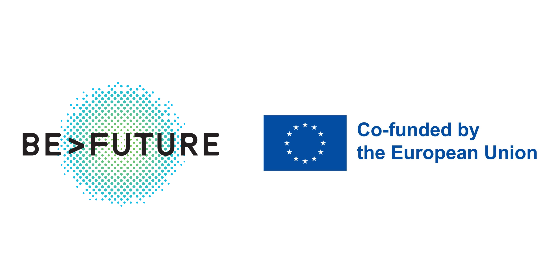 BE>FUTURE
Co-funded by
the European Union